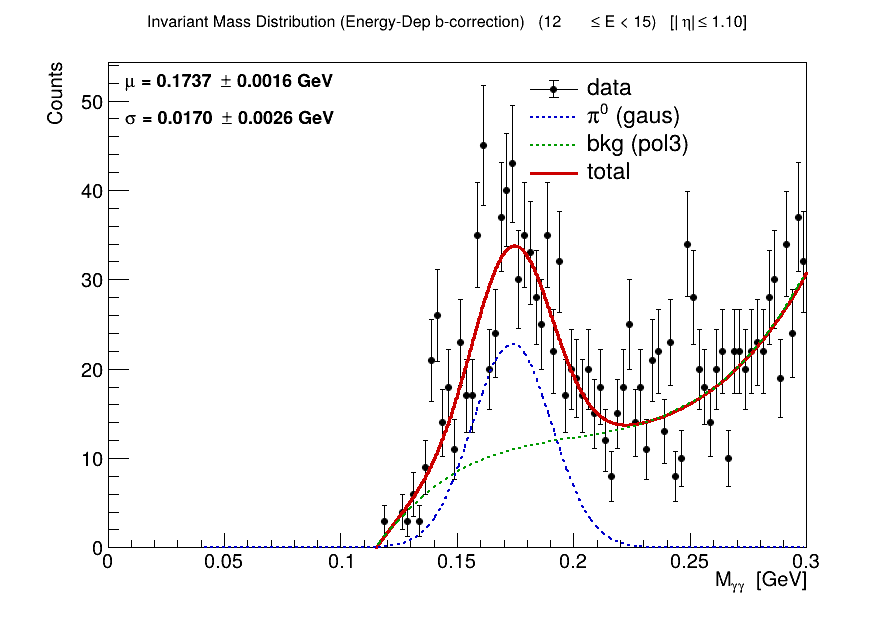 Invariant Mass Distribution (Energy-Dep b-correction) (12 ≤ E < 15) [|η| ≤ 1.10]
μ = 0.1737 ± 0.0016 GeV
σ = 0.0170 ± 0.0026 GeV
data
π⁰ (gaus)
bkg (pol3)
total
Counts
50
40
30
20
10
0
0 0.05 0.1 0.15 0.2 0.25 0.3
Mγγ [GeV]